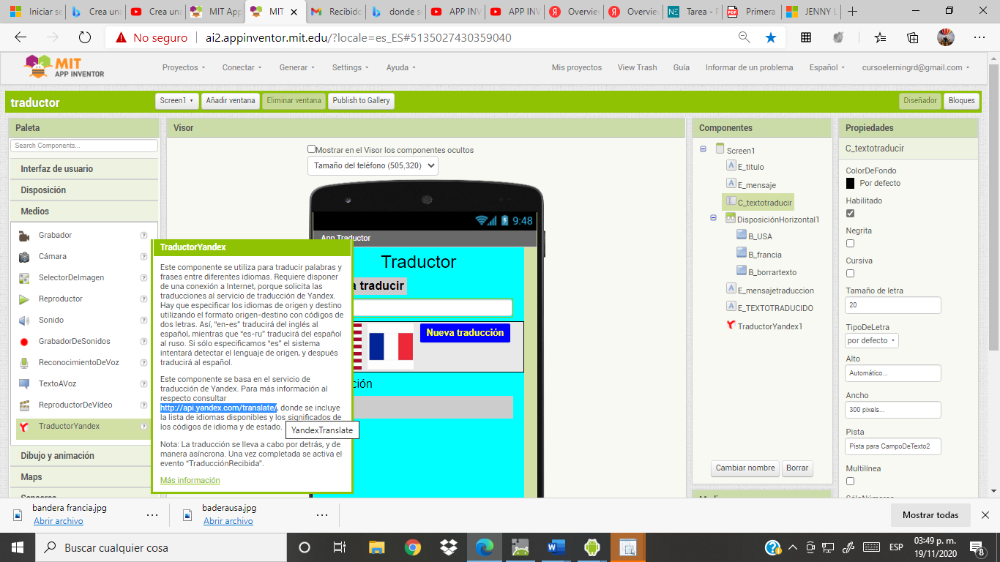 Iniciar se
Crea una
Crea una
MIT App
MIT
Recibido
donde se
APP INV
APP INV
Overview
Overview
Tarea - F
Primera
JENNY L
No seguro
ai2.appinventor.mit.edu/?locale=es_ES#5135027430359040
MIT
APP INVENTOR
Proyectos
Conectar
Generar
Settings
Ayuda
Mis proyectos
View Trash
Guía
Informar de un problema
Español
cursoelerningrd@gmail.com
traductor
Screen1
Añadir ventana
Eliminar ventana
Publish to Gallery
Diseñador
Bloques
Paleta
Search Components...
Interfaz de usuario
Disposición
Medios
Grabador
Cámara
SelectorDeImagen
Reproductor
Sonido
GrabadorDeSonidos
ReconocimientoDeVoz
TextoAVoz
ReproductorDeVídeo
TraductorYandex
Dibujo y animación
Maps
Sensores
TraductorYandex
Este componente se utiliza para traducir palabras y
frases entre diferentes idiomas. Requiere disponer
de una conexión a Internet, porque solicita las
traducciones al servicio de traducción de Yandex.
Hay que especificar los idiomas de origen y destino
utilizando el formato origen-destino con códigos de
dos letras. Así, “en-es” traducirá del inglés al
español, mientras que “es-ru” traducirá del español
al ruso. Si sólo especificamos “es” el sistema
intentará detectar el lenguaje de origen, y después
traducirá al español.
Este componente se basa en el servicio de
traducción de Yandex. Para más información al
respecto consultar
http://api.yandex.com/translate/, donde se incluye
la lista de idiomas disponibles y los significados de
los códigos de idioma y de estado.
YandexTranslate
Nota: La traducción se lleva a cabo por detrás, y de
manera asíncrona. Una vez completada se activa el
evento “TraducciónRecibida”.
Más información
Visor
Mostrar en el Visor los componentes ocultos
Tamaño del teléfono (505,320)
9:48
App Traductor
Traductor
a traducir
Nueva traducción
ción
Componentes
Screen1
E_titulo
E_mensaje
C_textotraducir
DisposiciónHorizontal1
B_USA
B_francia
B_borrartexto
E_mensajetraduccion
E_TEXTOTRADUCIDO
TraductorYandex1
Cambiar nombre
Borrar
Propiedades
C_textotraducir
ColorDeFondo
Por defecto
Habilitado
Negrita
Cursiva
Tamaño de letra
20
TipoDeLetra
por defecto
Alto
Automático...
Ancho
300 pixels...
Pista
Pista para CampoDeTexto2
Multilínea
bandera francia.jpg
Abrir archivo
baderausa.jpg
Abrir archivo
Mostrar todas
Buscar cualquier cosa
ESP
03:49 p. m.
19/11/2020
8